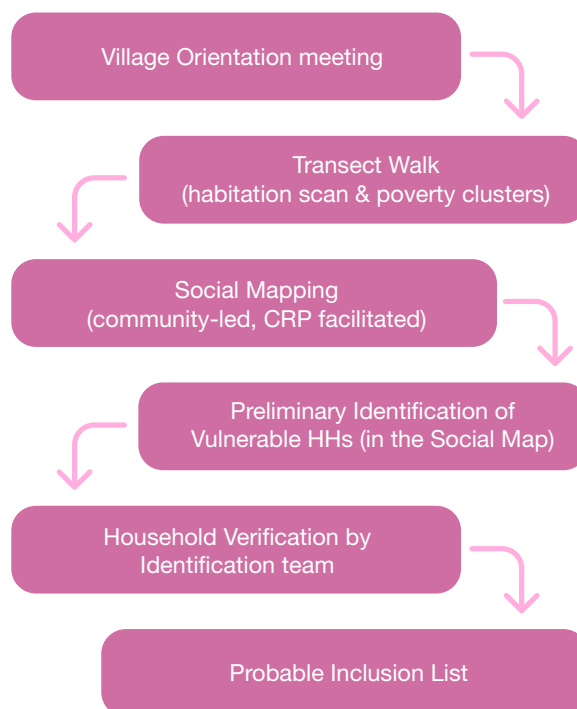 Village Orientation meeting
Transect Walk
(habitation scan & poverty clusters)
Social Mapping
(community-led, CRP facilitated)
Preliminary Identification of
Vulnerable HHs (in the Social Map)
Household Verification by
Identification team
Probable Inclusion List